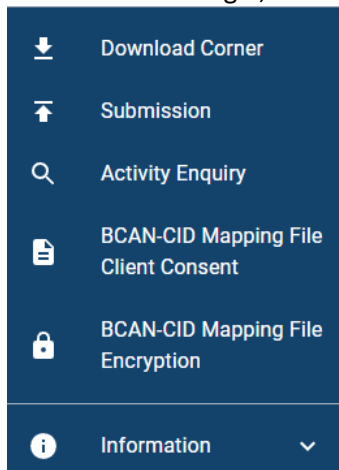 Download Corner
Submission
Activity Enquiry
BCAN-CID Mapping File
Client Consent
BCAN-CID Mapping File
Encryption
Information